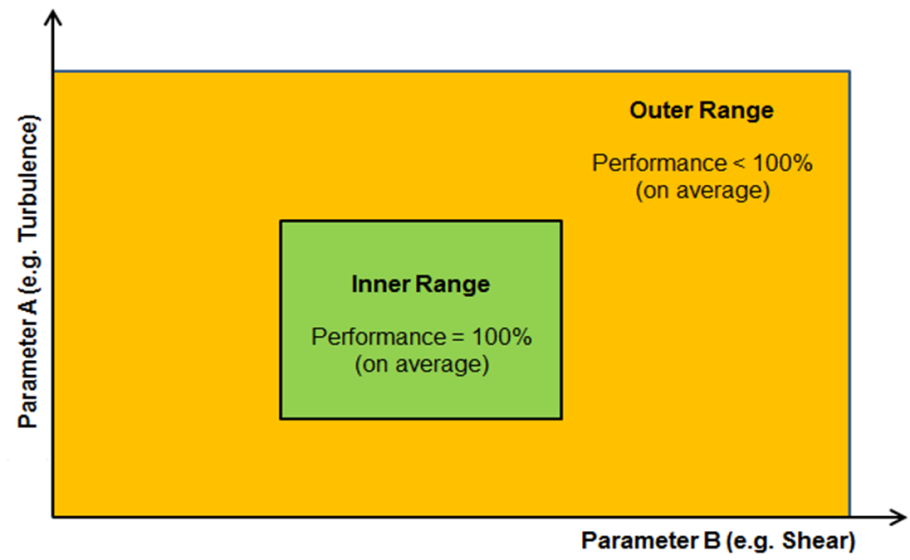 Outer Range
Performance < 100%
(on average)
Inner Range
Performance = 100%
(on average)
Parameter A (e.g. Turbulence)
Parameter B (e.g. Shear)